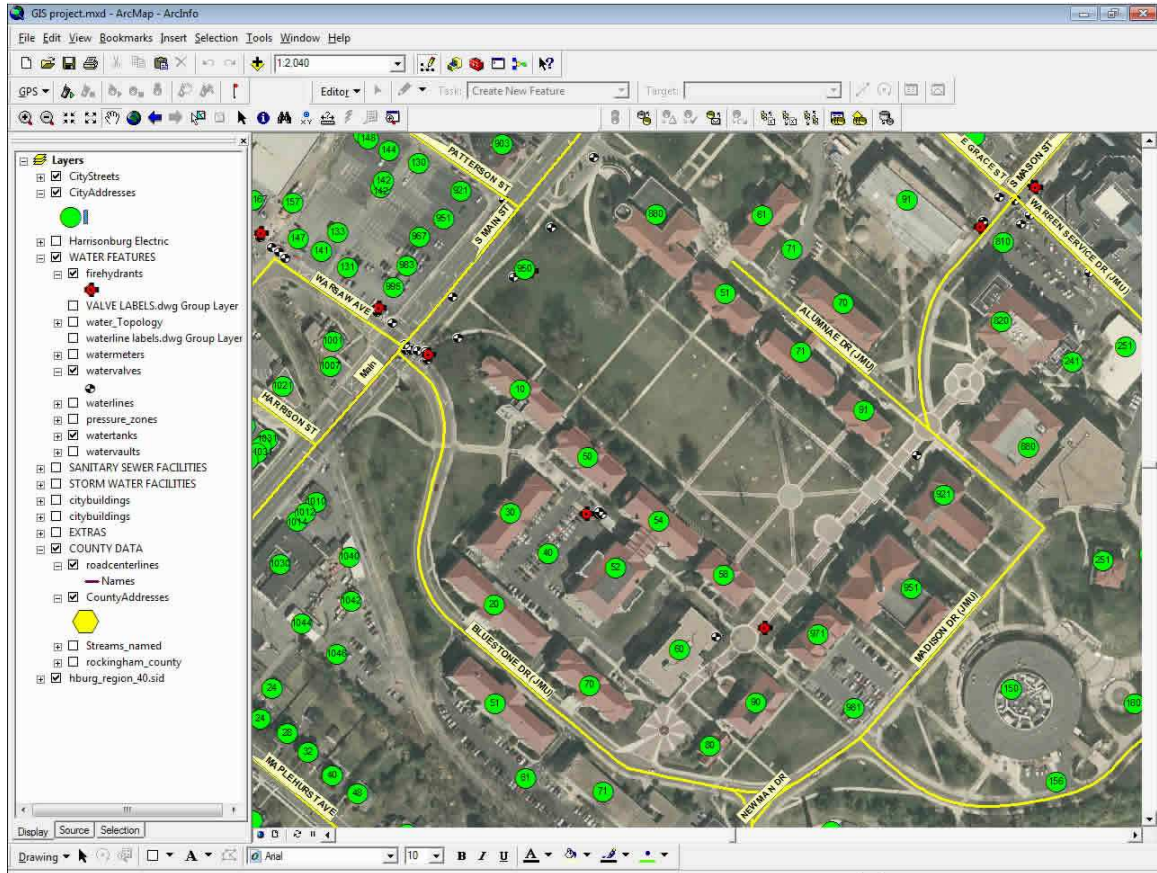 GIS project.mxd - ArcMap - ArcInfo
File Edit View Bookmarks Insert Selection Tools Window Help
1:2,040
GPS Editor Task: Create New Feature Target:
Layers
CityStreets
CityAddresses
Harrisonburg Electric
WATER FEATURES
firehydrants
VALVE LABELS.dwg Group Layer
water_Topology
waterline labels.dwg Group Layer
watermeters
watervalves
waterlines
pressure_zones
watertanks
watervaults
SANITARY SEWER FACILITIES
STORM WATER FACILITIES
citybuildings
citybuildings
EXTRAS
COUNTY DATA
roadcenterlines
Names
CountyAddresses
Streams_named
rockingham_county
hburg_region_40.sid
Display Source Selection
148 144 130 142 921 951 967 983 985
167 157 133 147 141 131
903
PATTERSON ST
S MAIN ST
WARSAW AVE
950
1001
1007
1021
Main
HARRISON ST
880 61 71 91
E GRACE ST
S MASON ST
WARREN SERVICE DR (JMU)
810
51 70
ALUMNAE DR (JMU)
820
241 251
71
91
10
50
880
30
40
54
52
58
921
951
251
1031
1010
1012
1014
1030
1040
1042
1044
1046
20
BLUESTONE DR (JMU)
60
971
MADISON DR (JMU)
150
180
51
70
90
981
80
24
24
28
32
40
48
MAPLEHURST AVE
61
71
NEWMAN DR
156
Drawing A Arial 10 B I U A